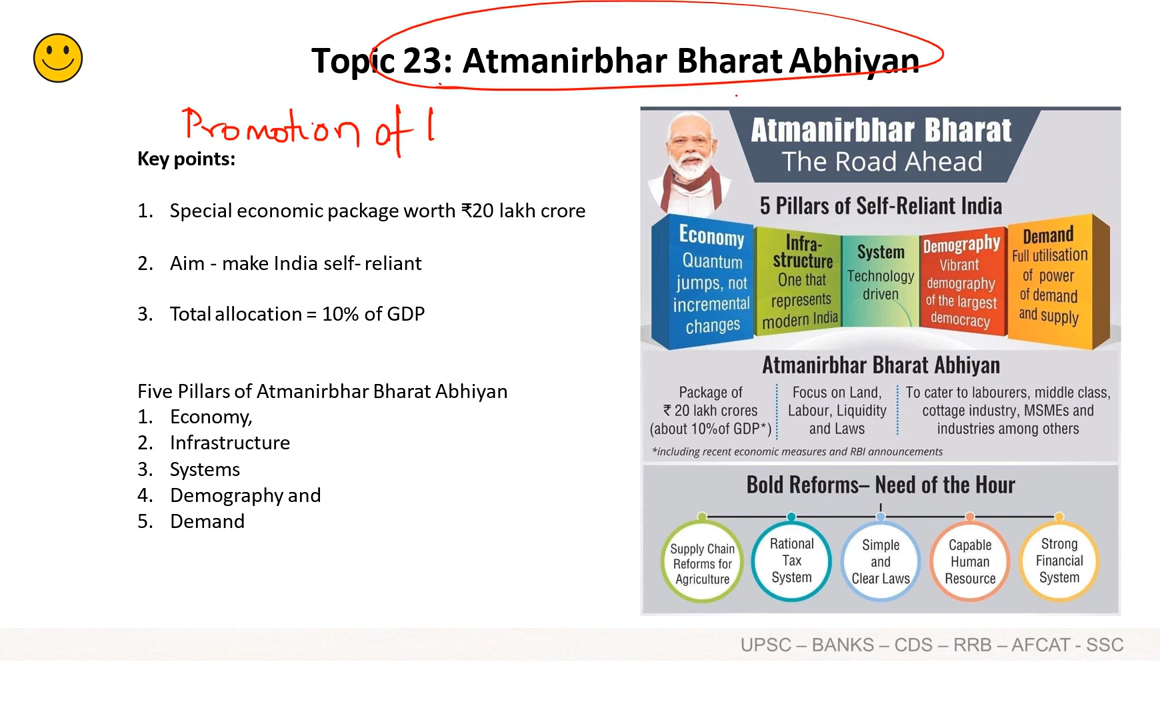 Topic 23: Atmanirbhar Bharat Abhiyan
Promotion of
Key points:
1. Special economic package worth ₹20 lakh crore
2. Aim - make India self- reliant
3. Total allocation = 10% of GDP
Five Pillars of Atmanirbhar Bharat Abhiyan
1. Economy,
2. Infrastructure
3. Systems
4. Demography and
5. Demand
Atmanirbhar Bharat
The Road Ahead
5 Pillars of Self-Reliant India
Economy
Quantum
jumps, not
incremental
changes
Infra-
structure
One that
represents
modern India
System
Technology
driven
Demography
Vibrant
demography
of the largest
democracy
Demand
Full utilisation
of power
of demand
and supply
Atmanirbhar Bharat Abhiyan
Package of
₹ 20 lakh crores
(about 10%of GDP*)
Focus on Land,
Labour, Liquidity
and Laws
To cater to labourers, middle class,
cottage industry, MSMEs and
industries among others
*including recent economic measures and RBI announcements
Bold Reforms– Need of the Hour
Supply Chain
Reforms for
Agriculture
Rational
Tax
System
Simple
and
Clear Laws
Capable
Human
Resource
Strong
Financial
System
UPSC – BANKS – CDS – RRB – AFCAT - SSC